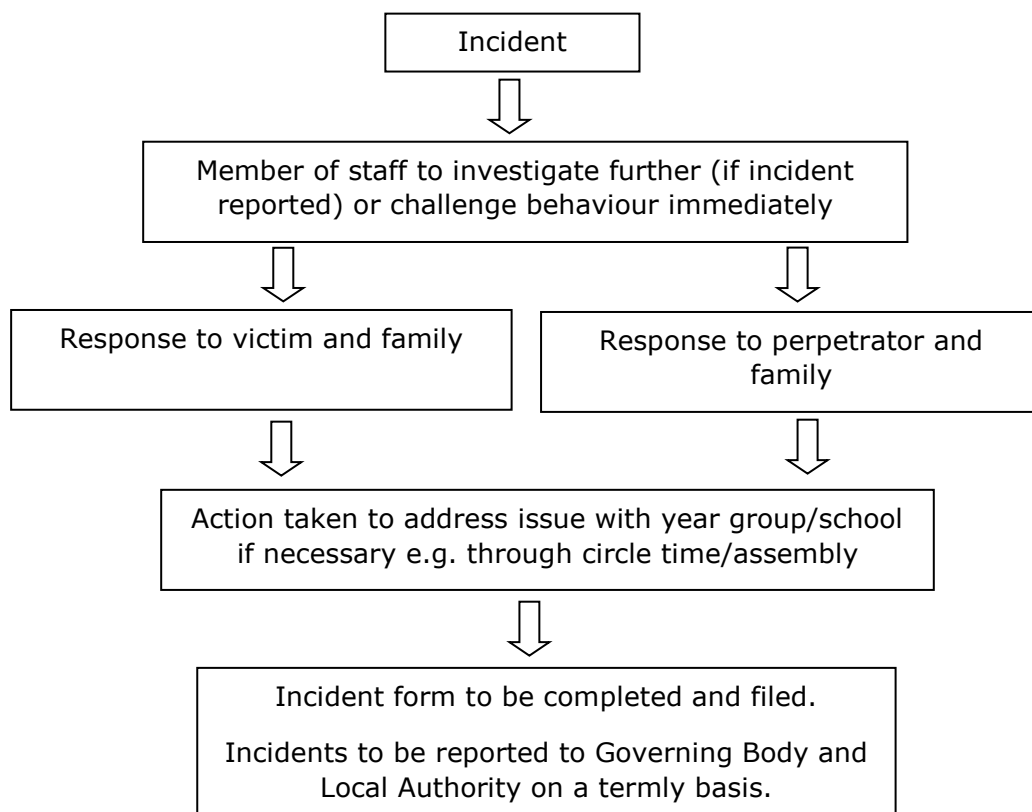 Incident
Member of staff to investigate further (if incident
reported) or challenge behaviour immediately
Response to victim and family
Response to perpetrator and
family
Action taken to address issue with year group/school
if necessary e.g. through circle time/assembly
Incident form to be completed and filed.
Incidents to be reported to Governing Body and
Local Authority on a termly basis.